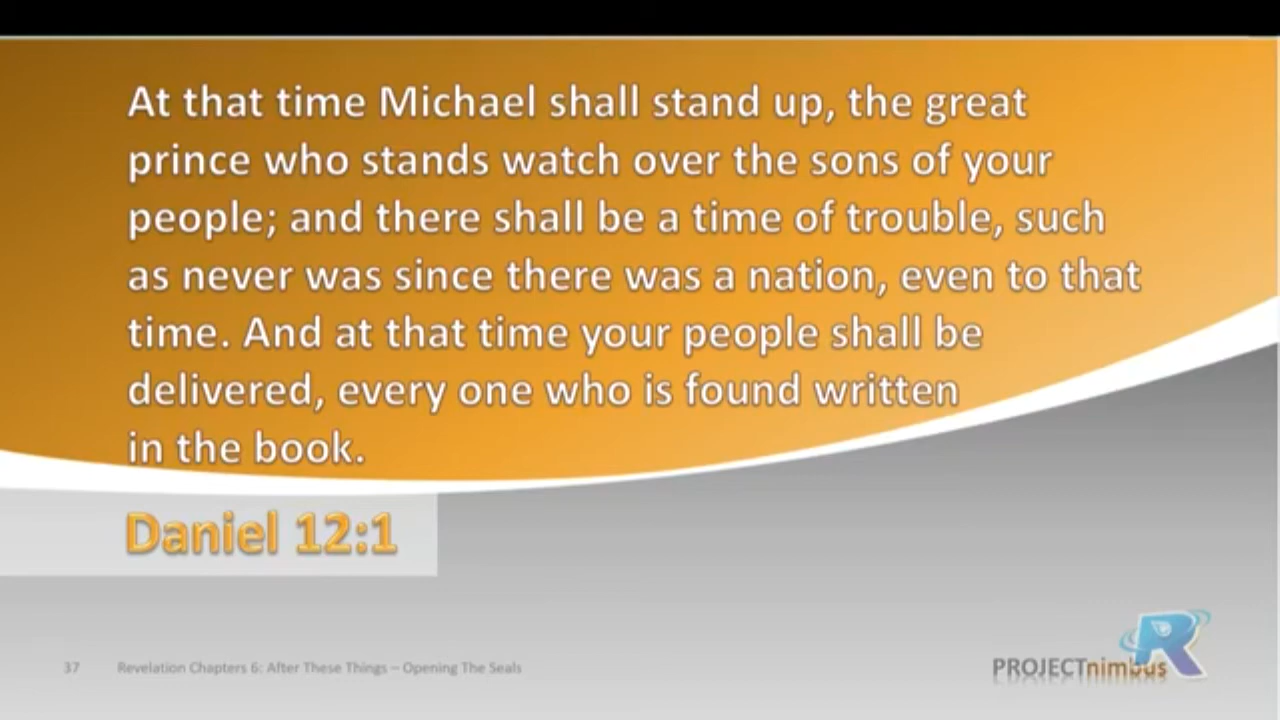 At that time Michael shall stand up, the great
prince who stands watch over the sons of your
people; and there shall be a time of trouble, such
as never was since there was a nation, even to that
time. And at that time your people shall be
delivered, every one who is found written
in the book.
Daniel 12:1
37 Revelation Chapters 6: After These Things – Opening The Seals
PROJECTnimbus
R